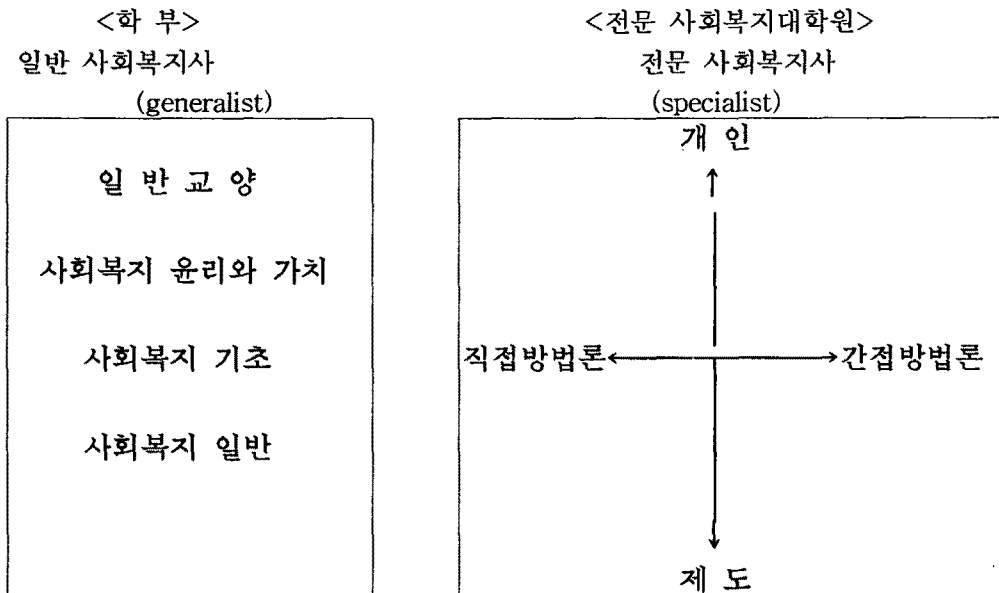 <학 부>
일반 사회복지사
(generalist)
일 반 교 양
사회복지 윤리와 가치
사회복지 기초
사회복지 일반
<전문 사회복지대학원>
전문 사회복지사
(specialist)
개 인
직접방법론 간접방법론
제 도